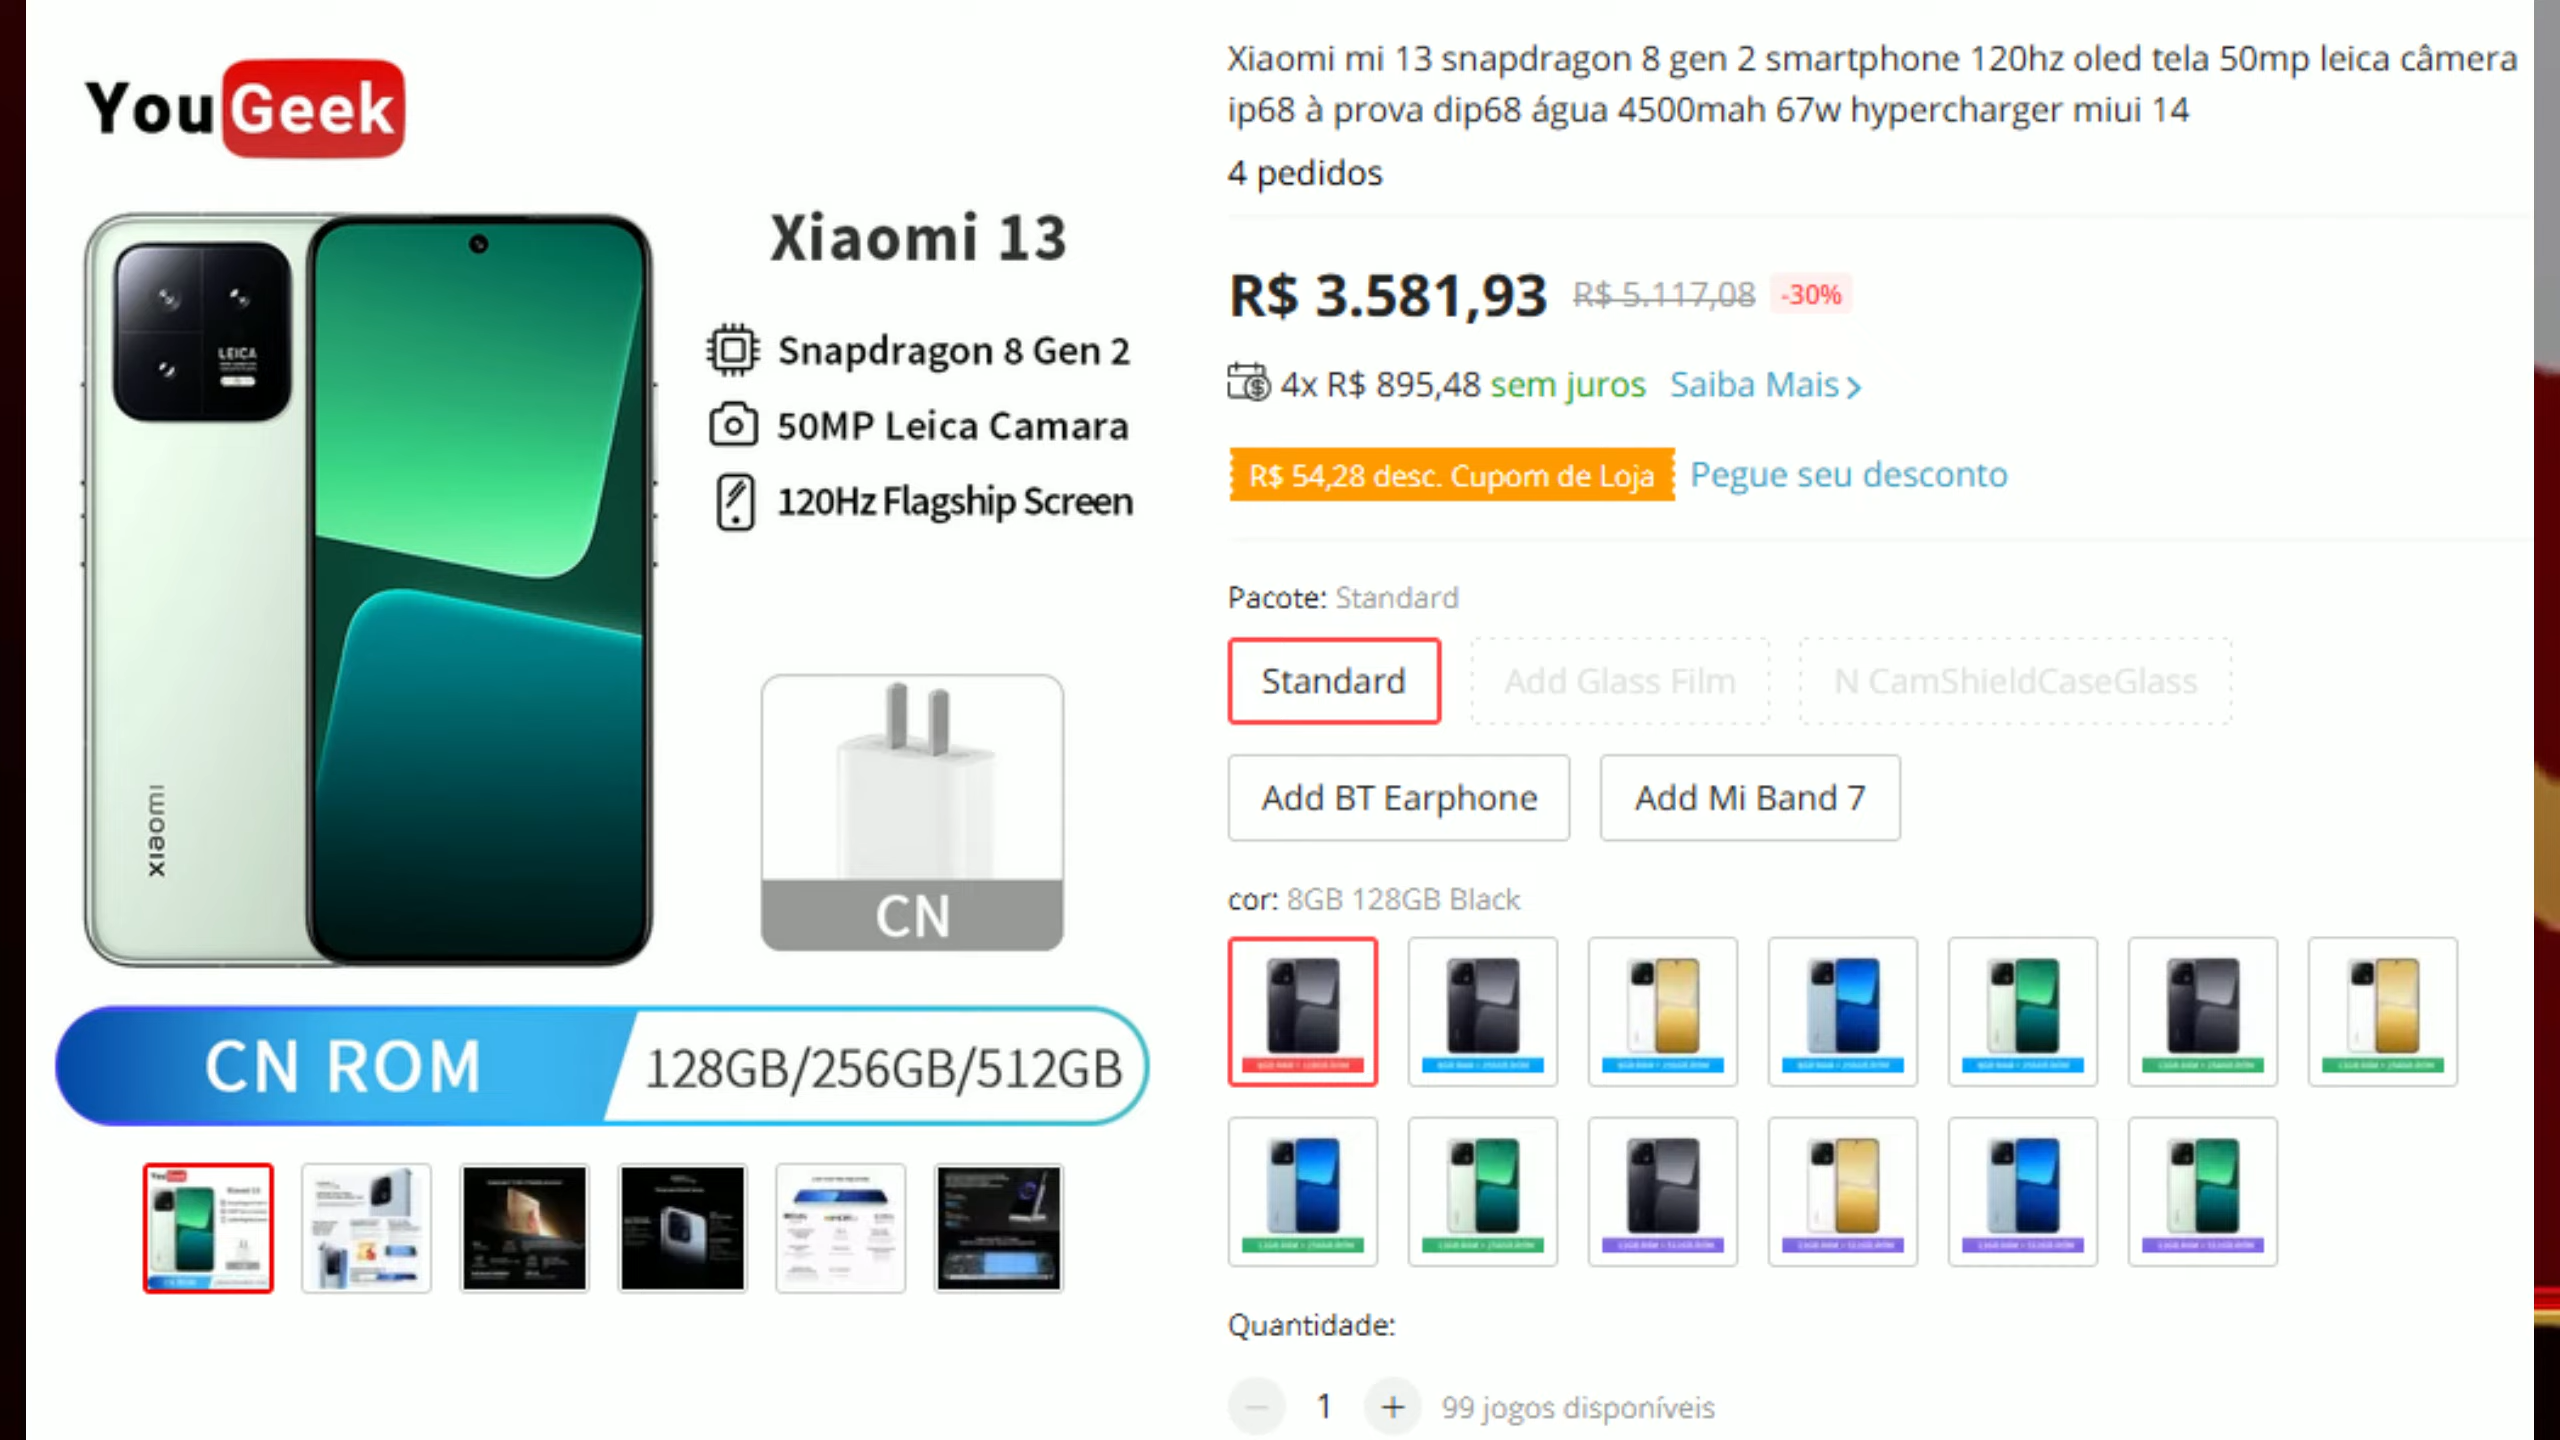 YouGeek
LEICA
xiaomi
Xiaomi 13
Snapdragon 8 Gen 2
50MP Leica Camara
120Hz Flagship Screen
CN
CN ROM
128GB/256GB/512GB
Xiaomi mi 13 snapdragon 8 gen 2 smartphone 120hz oled tela 50mp leica câmera
ip68 à prova dip68 água 4500mah 67w hypercharger miui 14
4 pedidos
R$ 3.581,93 R$ 5.117,08 -30%
4x R$ 895,48 sem juros Saiba Mais
R$ 54,28 desc. Cupom de Loja Pegue seu desconto
Pacote: Standard
Standard Add Glass Film N CamShieldCaseGlass
Add BT Earphone Add Mi Band 7
cor: 8GB 128GB Black
Quantidade:
1 99 jogos disponíveis